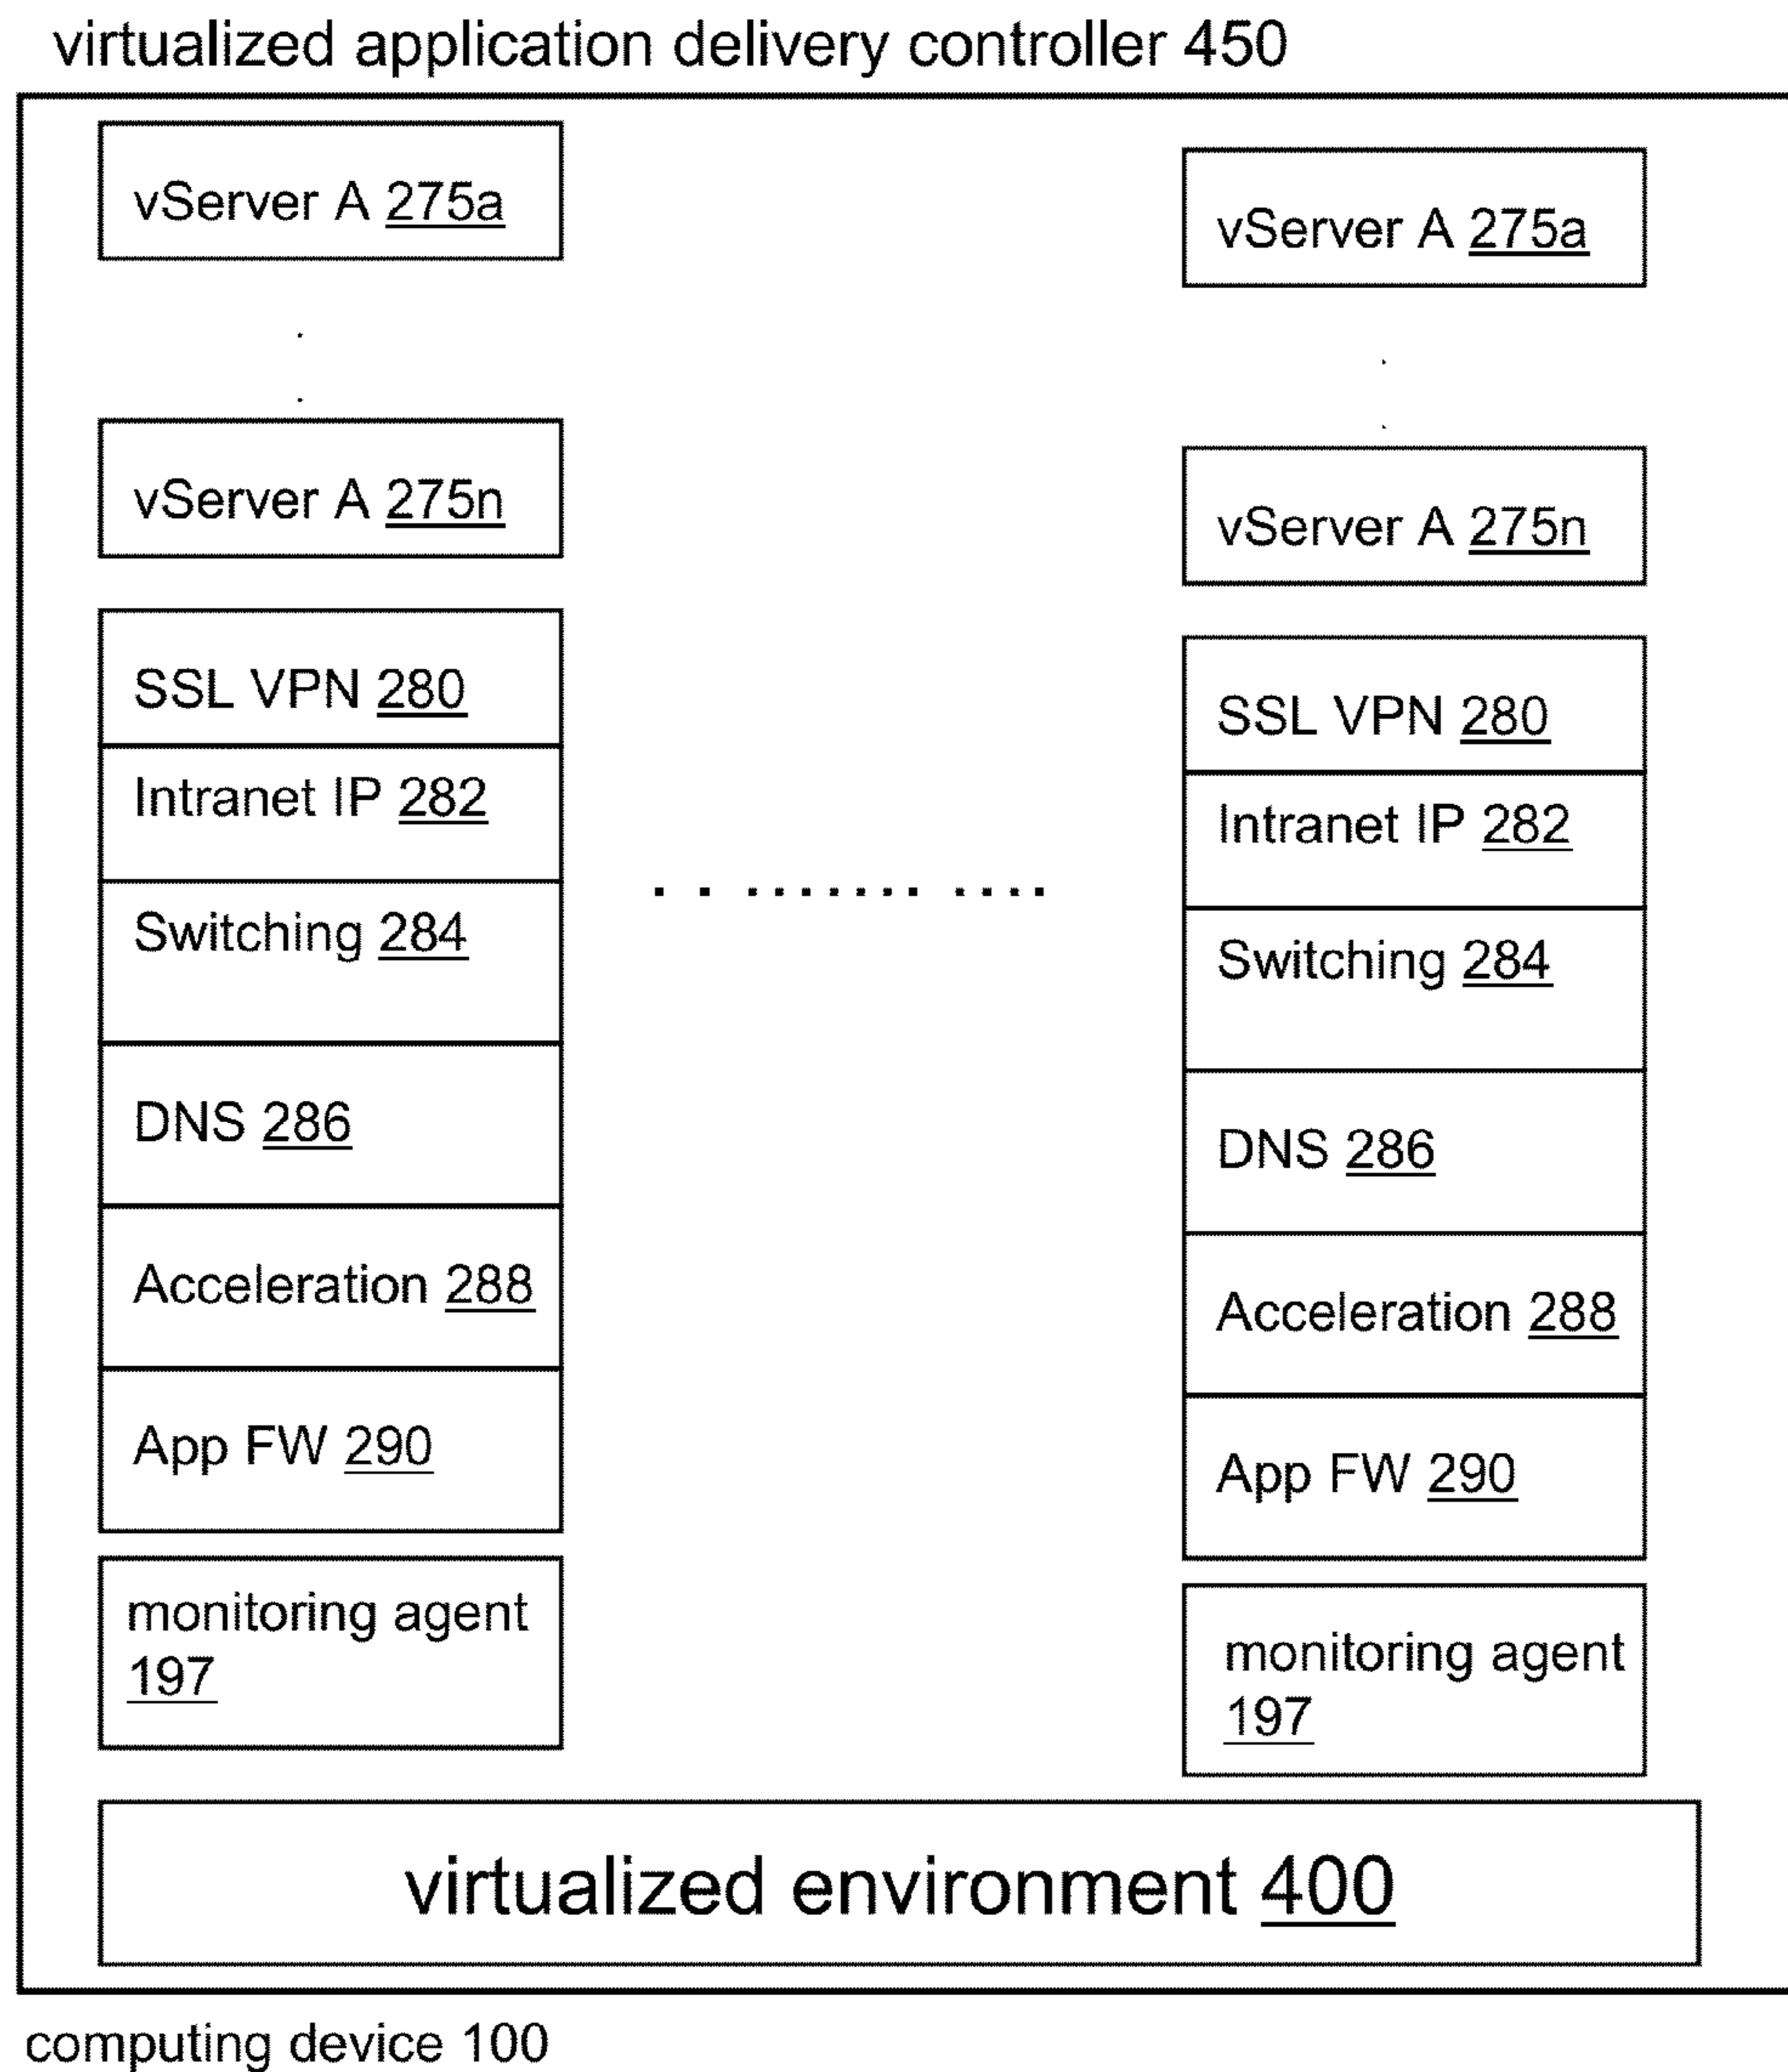 virtualized application delivery controller 450
vServer A 275a
vServer A 275n
SSL VPN 280
Intranet IP 282
Switching 284
DNS 286
Acceleration 288
App FW 290
monitoring agent
197
vServer A 275a
vServer A 275n
SSL VPN 280
Intranet IP 282
Switching 284
DNS 286
Acceleration 288
App FW 290
monitoring agent
197
virtualized environment 400
computing device 100